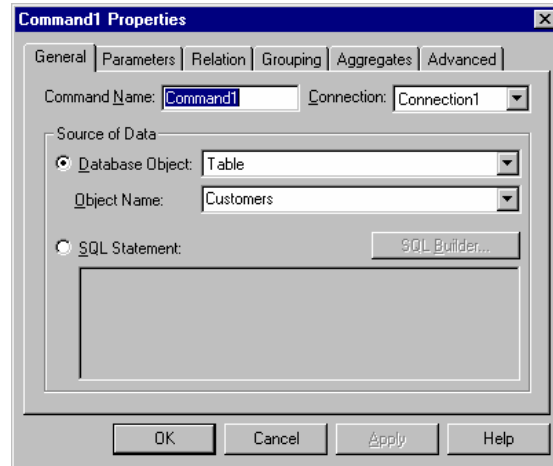 Command1 Properties
General Parameters Relation Grouping Aggregates Advanced
Command Name: Command1 Connection: Connection1
Source of Data
Database Object: Table
Object Name: Customers
SQL Statement: SQL Builder...
OK Cancel Apply Help